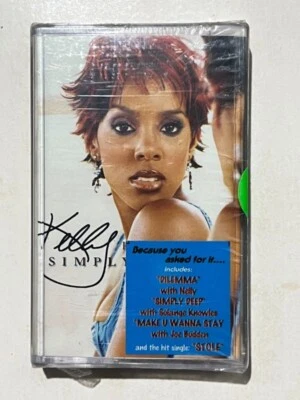 Kelly
SIMPLY
Because you
asked for it....
includes:
"DILEMMA"
with Nelly
"SIMPLY DEEP"
with Solange Knowles
"MAKE U WANNA STAY
with Joe Budden
and the hit single: "STOLE"